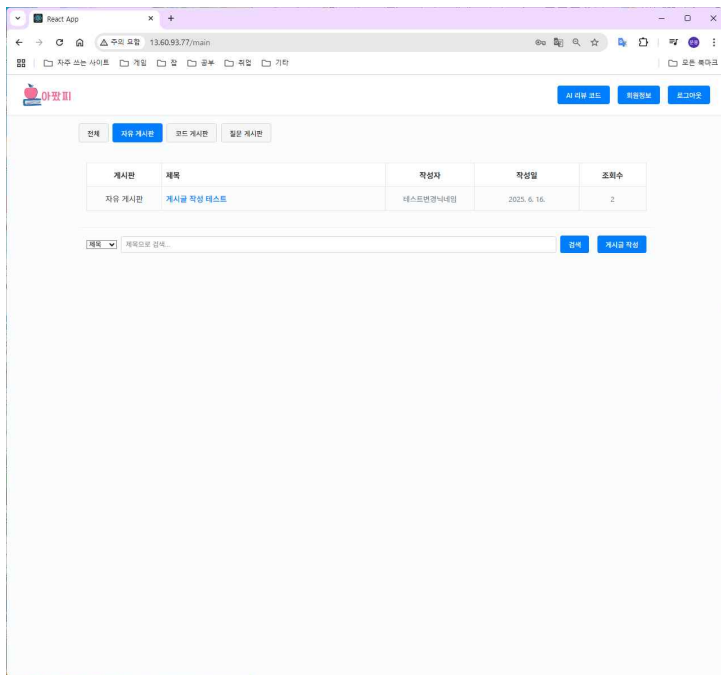 React App
주의 요함 13.60.93.77/main
자주 쓰는 사이트 게임 잡 공부 취업 기타 모든 북마크
아팠삐 AI 리뷰 코드 회원정보 로그아웃
전체 자유 게시판 코드 게시판 질문 게시판
게시판 제목 작성자 작성일 조회수
자유 게시판 게시글 작성 테스트 테스트변경닉네임 2025. 6. 16. 2
제목 제목으로 검색... 검색 게시글 작성